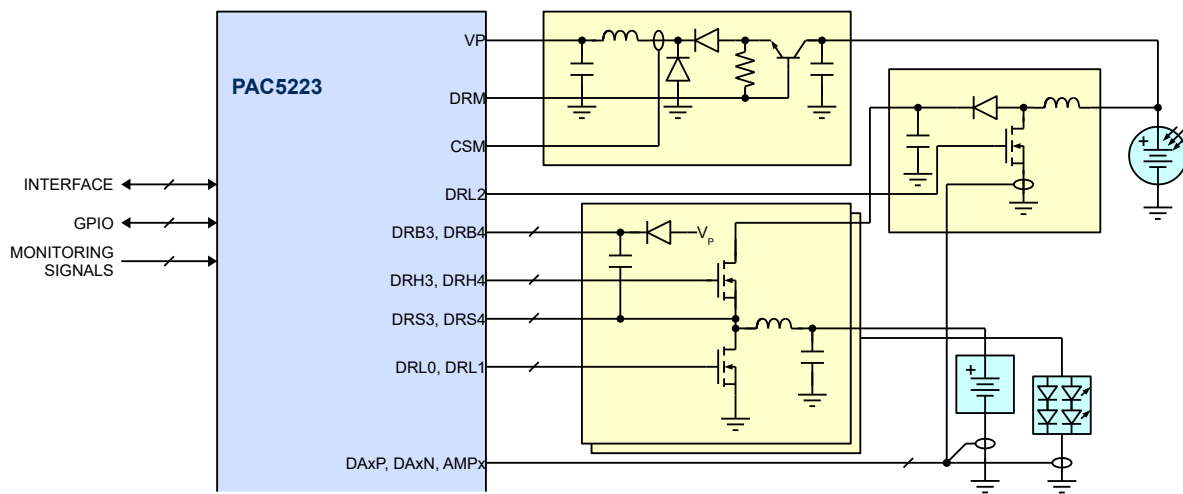 VP
PAC5223
DRM
CSM
INTERFACE
DRL2
GPIO
DRB3, DRB4
VP
MONITORING
SIGNALS
DRH3, DRH4
DRS3, DRS4
DRL0, DRL1
+
+
DAxP, DAxN, AMPx